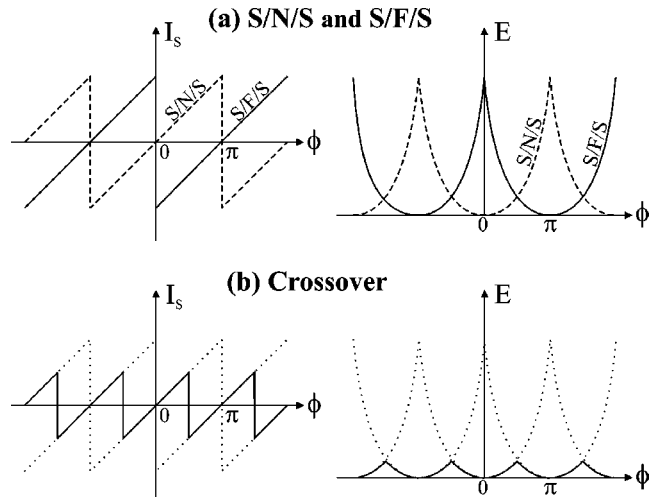 (a) S/N/S and S/F/S
I_S
S/N/S
S/F/S
0
π
ϕ
E
S/N/S
S/F/S
0
π
ϕ
(b) Crossover
I_S
0
π
ϕ
E
0
π
ϕ